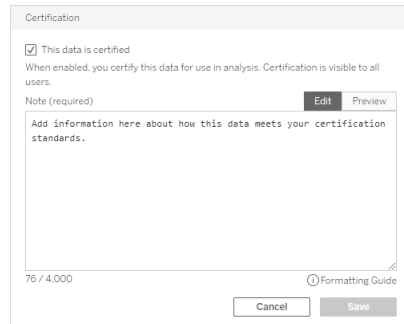 Certification
This data is certified
When enabled, you certify this data for use in analysis. Certification is visible to all
users.
Note (required)
Edit
Preview
Add information here about how this data meets your certification
standards.
76 / 4,000
Formatting Guide
Cancel
Save